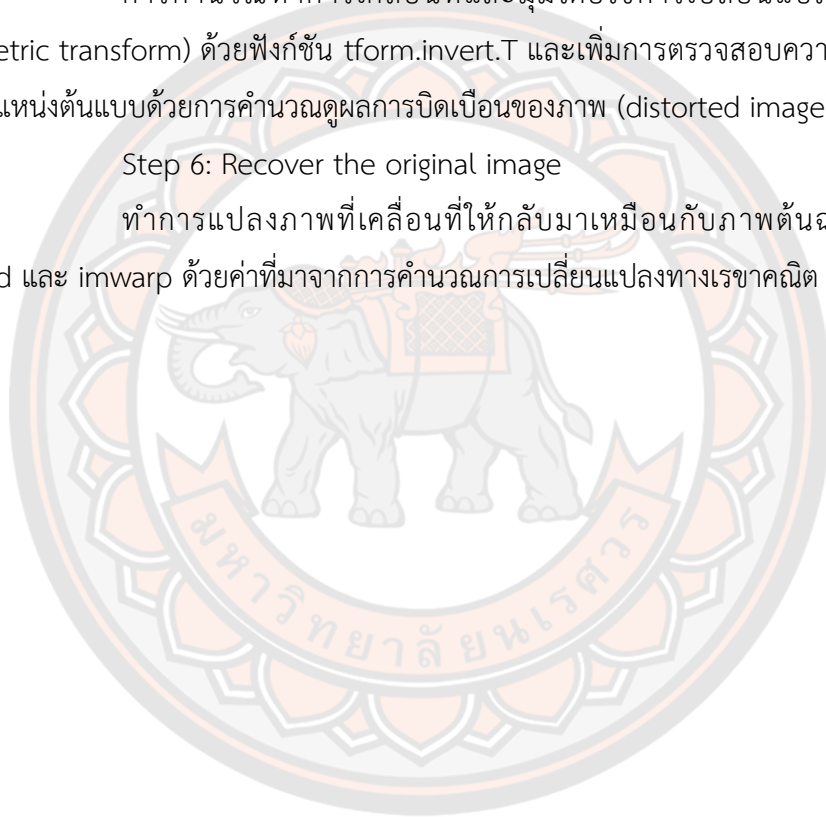 etric transform) ด้วยฟังก์ชัน tform.invert.T และเพิ่มการตรวจสอบควา
แหน่งต้นแบบด้วยการคำนวณดูผลการบิดเบือนของภาพ (distorted image
Step 6: Recover the original image
ทำการแปลงภาพที่เคลื่อนที่ให้กลับมาเหมือนกับภาพต้นฉ
d และ imwarp ด้วยค่าที่มาจากการคำนวณการเปลี่ยนแปลงทางเรขาคณิต
มหาวิทยาลัยนเรศวร